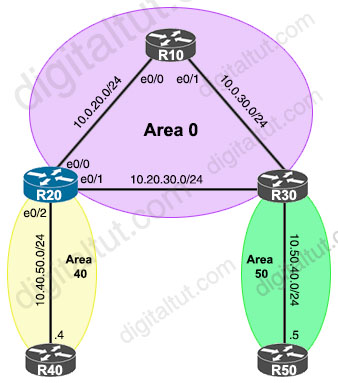 R10
e0/0
e0/1
10.0.20.0/24
10.0.30.0/24
Area 0
e0/0
e0/1
10.20.30.0/24
R20
R30
e0/2
10.40.50.0/24
Area
40
Area
50
10.50.40.0/24
.4
.5
R40
R50
digitaltut.com
digitaltut.com
digitaltut.com
digitaltut.com